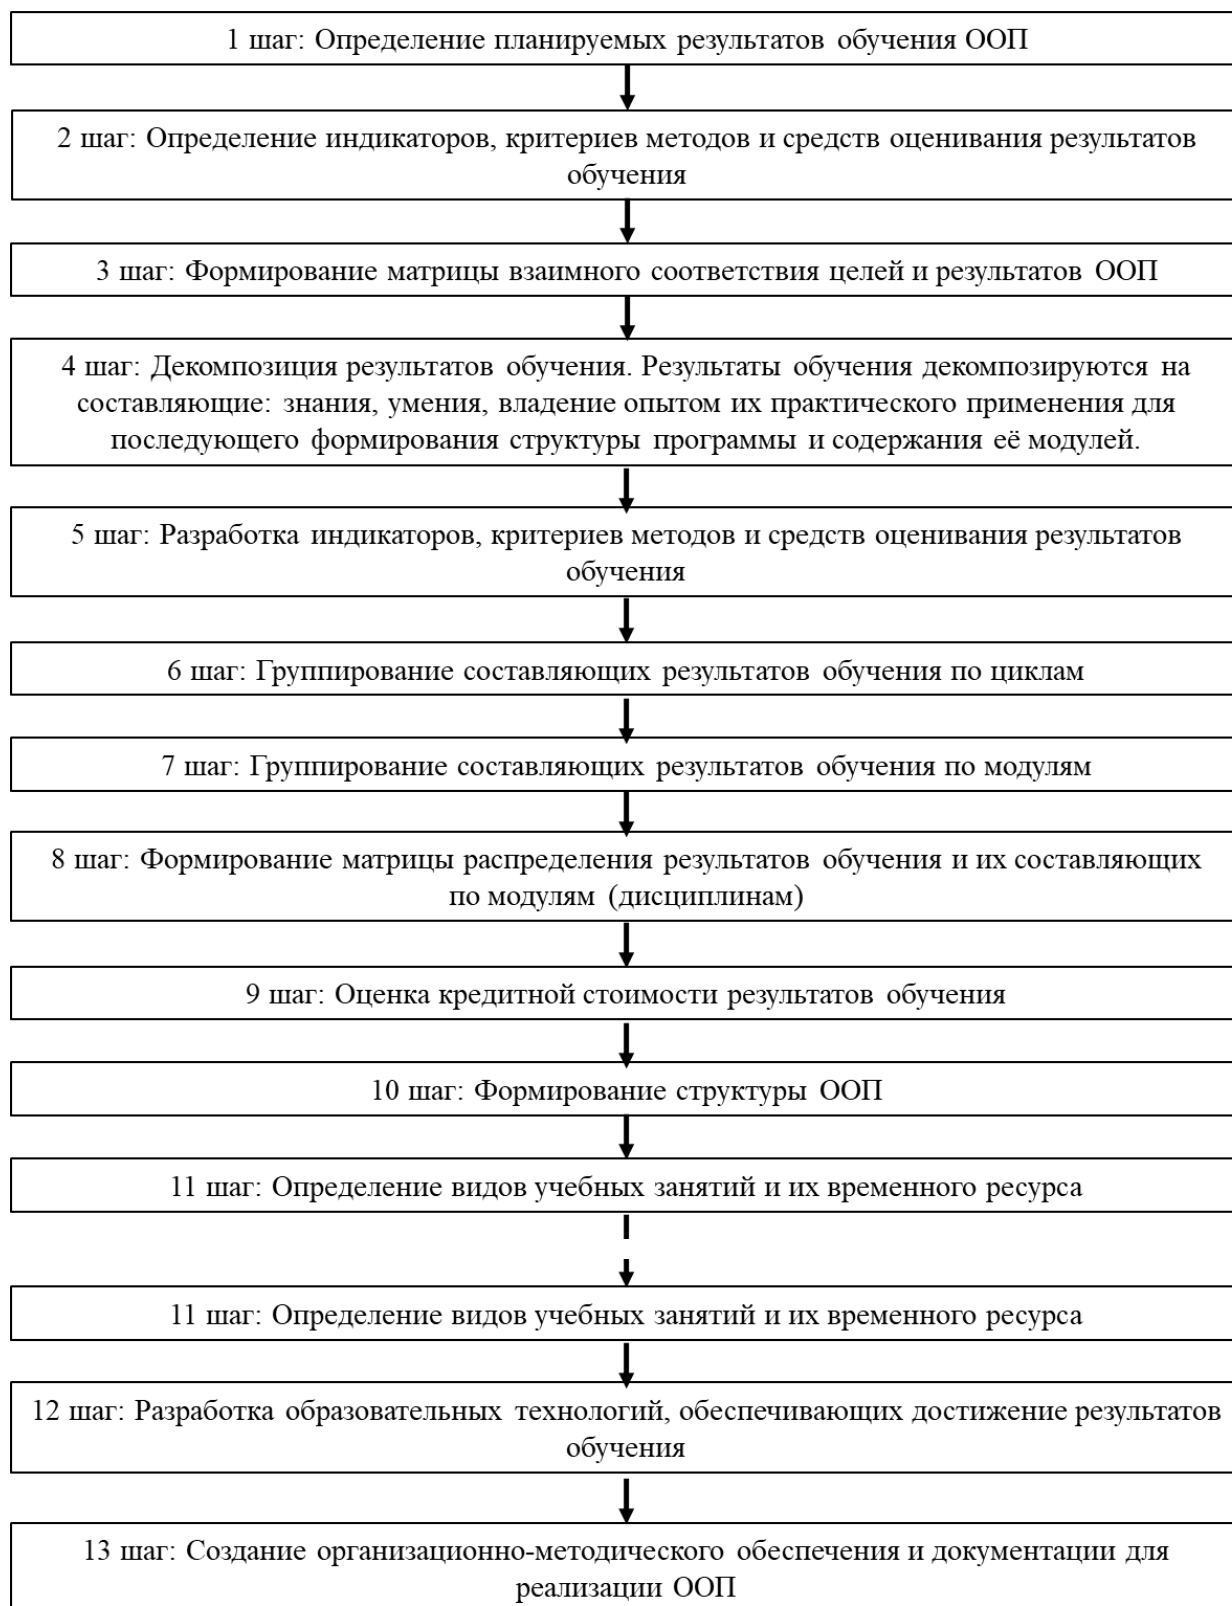 1 шаг: Определение планируемых результатов обучения ООП
2 шаг: Определение индикаторов, критериев методов и средств оценивания результатов
обучения
3 шаг: Формирование матрицы взаимного соответствия целей и результатов ООП
4 шаг: Декомпозиция результатов обучения. Результаты обучения декомпозируются на
составляющие: знания, умения, владение опытом их практического применения для
последующего формирования структуры программы и содержания её модулей.
5 шаг: Разработка индикаторов, критериев методов и средств оценивания результатов
обучения
6 шаг: Группирование составляющих результатов обучения по циклам
7 шаг: Группирование составляющих результатов обучения по модулям
8 шаг: Формирование матрицы распределения результатов обучения и их составляющих
по модулям (дисциплинам)
9 шаг: Оценка кредитной стоимости результатов обучения
10 шаг: Формирование структуры ООП
11 шаг: Определение видов учебных занятий и их временного ресурса
11 шаг: Определение видов учебных занятий и их временного ресурса
12 шаг: Разработка образовательных технологий, обеспечивающих достижение результатов
обучения
13 шаг: Создание организационно-методического обеспечения и документации для
реализации ООП